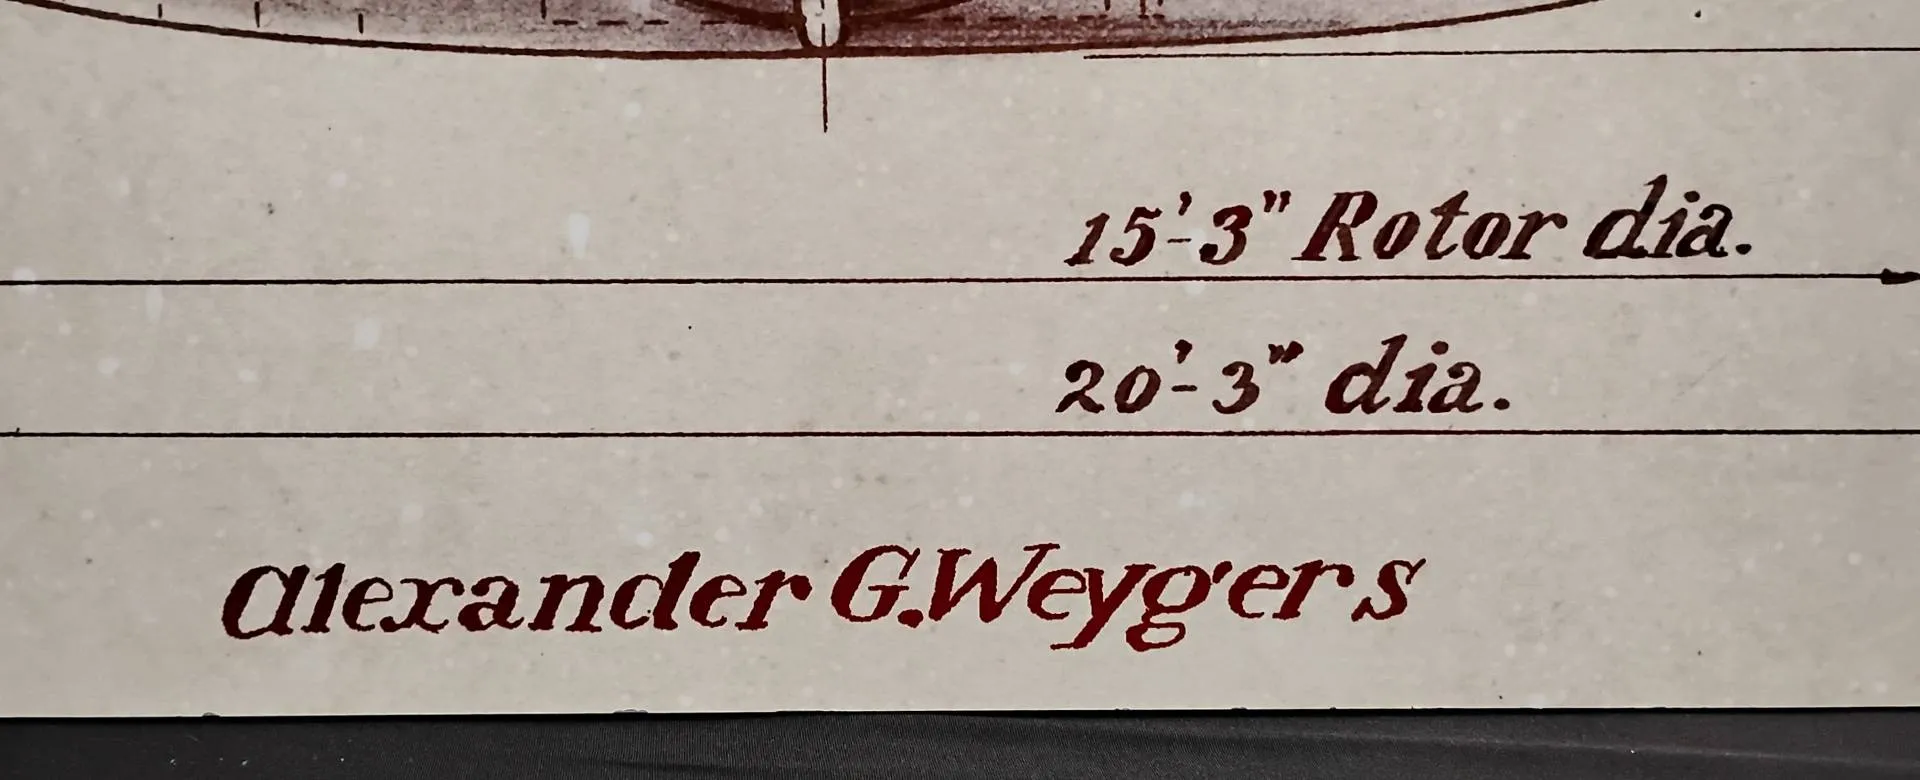 15'-3" Rotor dia.
20'-3" dia.
Alexander G.Weygers